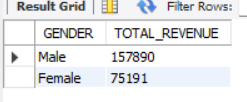 Result Grid Filter Rows:
GENDER TOTAL_REVENUE
Male 157890
Female 75191